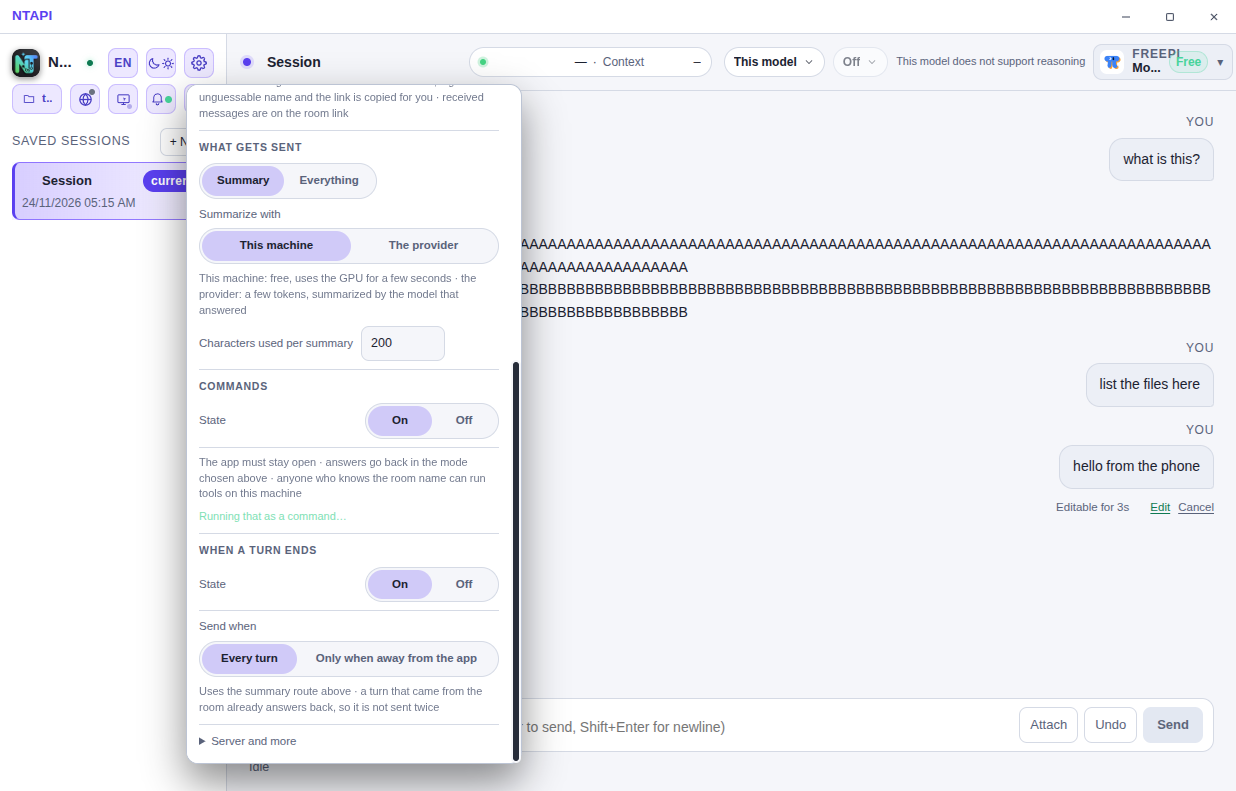 NTAPI
N...
EN
t..
SAVED SESSIONS
+ N
Session
curren
24/11/2026 05:15 AM
Session
— · Context
–
This model
Off
This model does not support reasoning
FREEPI
Mo...
Free
unguessable name and the link is copied for you · received
messages are on the room link
WHAT GETS SENT
Summary
Everything
Summarize with
This machine
The provider
This machine: free, uses the GPU for a few seconds · the
provider: a few tokens, summarized by the model that
answered
Characters used per summary
200
COMMANDS
State
On
Off
The app must stay open · answers go back in the mode
chosen above · anyone who knows the room name can run
tools on this machine
Running that as a command…
WHEN A TURN ENDS
State
On
Off
Send when
Every turn
Only when away from the app
Uses the summary route above · a turn that came from the
room already answers back, so it is not sent twice
Server and more
YOU
what is this?
YOU
list the files here
YOU
hello from the phone
Editable for 3s
Edit
Cancel
to send, Shift+Enter for newline)
Attach
Undo
Send
Idle